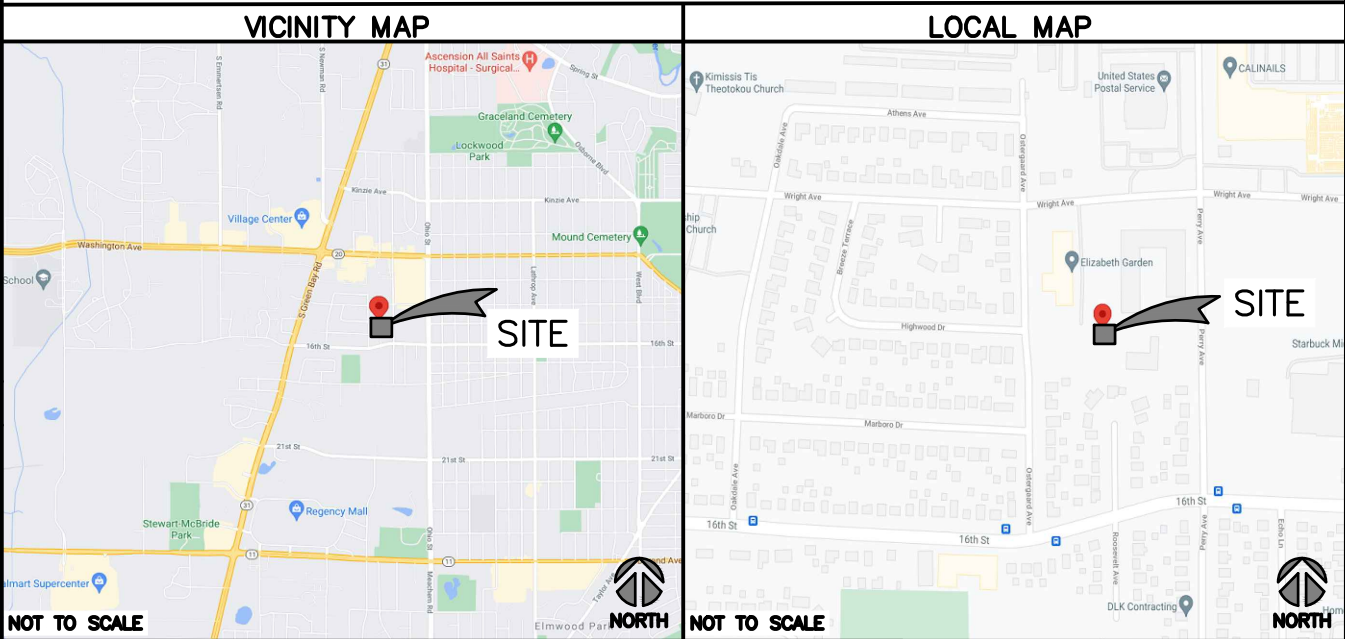 VICINITY MAP
S Emmertsen Rd
S Newman Rd
31
Ascension All Saints
Hospital - Surgical...
Spring St
Graceland Cemetery
Lockwood
Park
Osborne Blvd
Kinzie Ave
Kinzie Ave
Village Center
Ohio St
Mound Cemetery
Washington Ave
20
School
S Green Bay Rd
Lathrop Ave
West Blvd
SITE
16th St
16th St
21st St
21st St
21st St
31
Regency Mall
Stewart-McBride
Park
Ohio St
11
11
Meachem Rd
Taylor Ave
almart Supercenter
Elmwood Park
NOT TO SCALE
NORTH
LOCAL MAP
Kimissis Tis
Theotokou Church
United States
Postal Service
CALINAILS
Athens Ave
Oakdale Ave
Ostergaard Ave
Wright Ave
Wright Ave
Wright Ave
Wright Ave
ship
Church
Breeze Terrace
Perry Ave
Elizabeth Garden
SITE
Highwood Dr
Perry Ave
Starbuck Mi
Marboro Dr
Marboro Dr
Oakdale Ave
Ostergaard Ave
16th St
16th St
16th St
Perry Ave
Echo Ln
Roosevelt Ave
DLK Contracting
Hom
NOT TO SCALE
NORTH